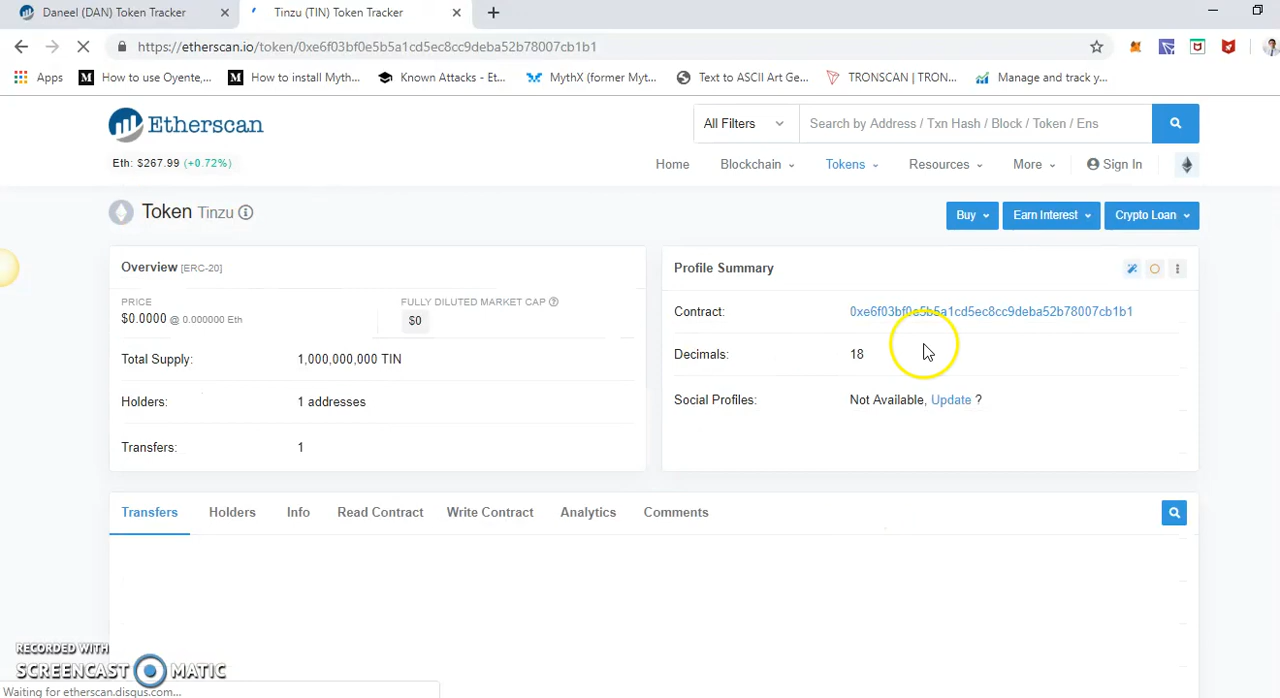 Daneel (DAN) Token Tracker
Tinzu (TIN) Token Tracker
https://etherscan.io/token/0xe6f03bf0e5b5a1cd5ec8cc9deba52b78007cb1b1
Apps
How to use Oyente,...
How to install Myth...
Known Attacks - Et...
MythX (former Myt...
Text to ASCII Art Ge...
TRONSCAN | TRON...
Manage and track y...
Etherscan
All Filters
Search by Address / Txn Hash / Block / Token / Ens
Eth: $267.99 (+0.72%)
Home
Blockchain
Tokens
Resources
More
Sign In
Token Tinzu
Buy
Earn Interest
Crypto Loan
Overview [ERC-20]
PRICE
$0.0000 @ 0.000000 Eth
FULLY DILUTED MARKET CAP
$0
Total Supply: 1,000,000,000 TIN
Holders: 1 addresses
Transfers: 1
Profile Summary
Contract: 0xe6f03bf0e5b5a1cd5ec8cc9deba52b78007cb1b1
Decimals: 18
Social Profiles: Not Available, Update ?
Transfers
Holders
Info
Read Contract
Write Contract
Analytics
Comments
RECORDED WITH
SCREENCAST MATIC
Waiting for etherscan.disqus.com...